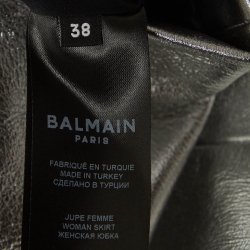 38
BALMAIN
PARIS
FABRIQUÉ EN TURQUIE
MADE IN TURKEY
СДЕЛАНО В ТУРЦИИ
JUPE FEMME
WOMAN SKIRT
ЖЕНСКАЯ ЮБКА